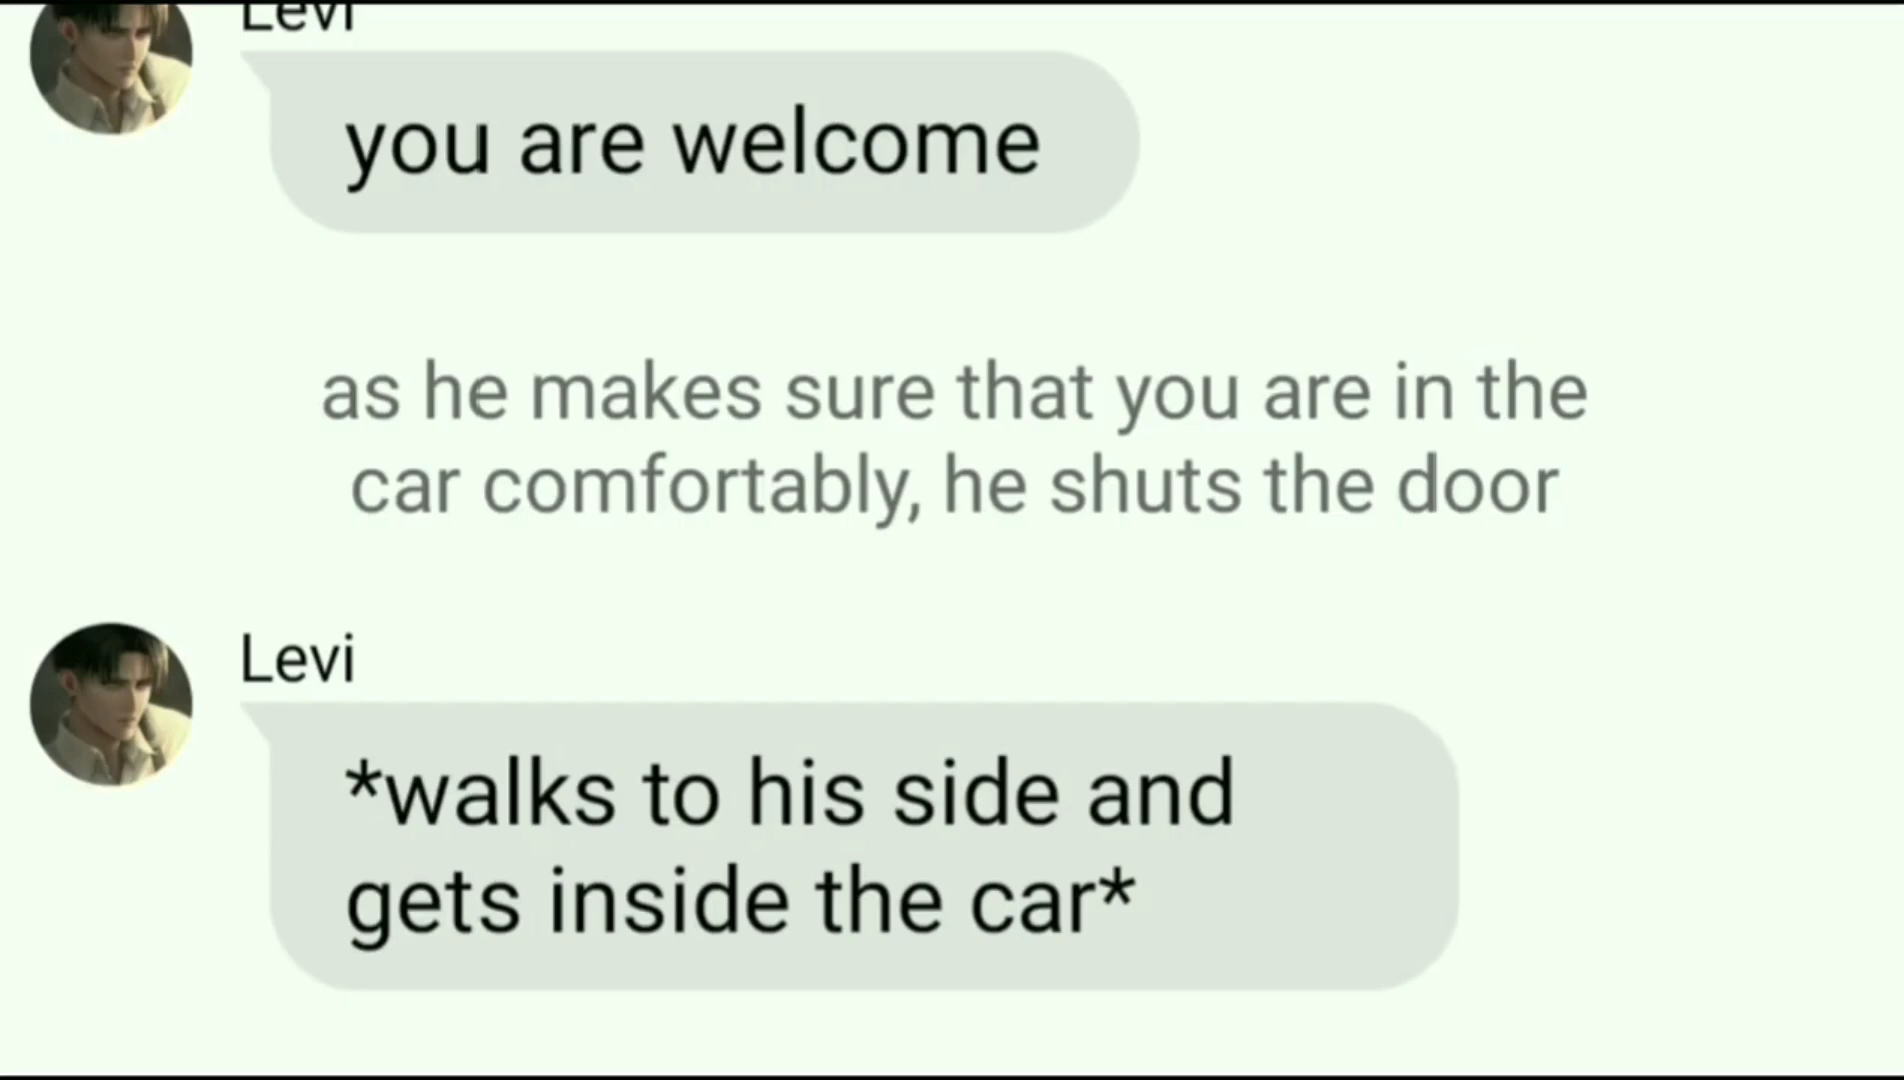 Levi
you are welcome
as he makes sure that you are in the
car comfortably, he shuts the door
Levi
*walks to his side and
gets inside the car*